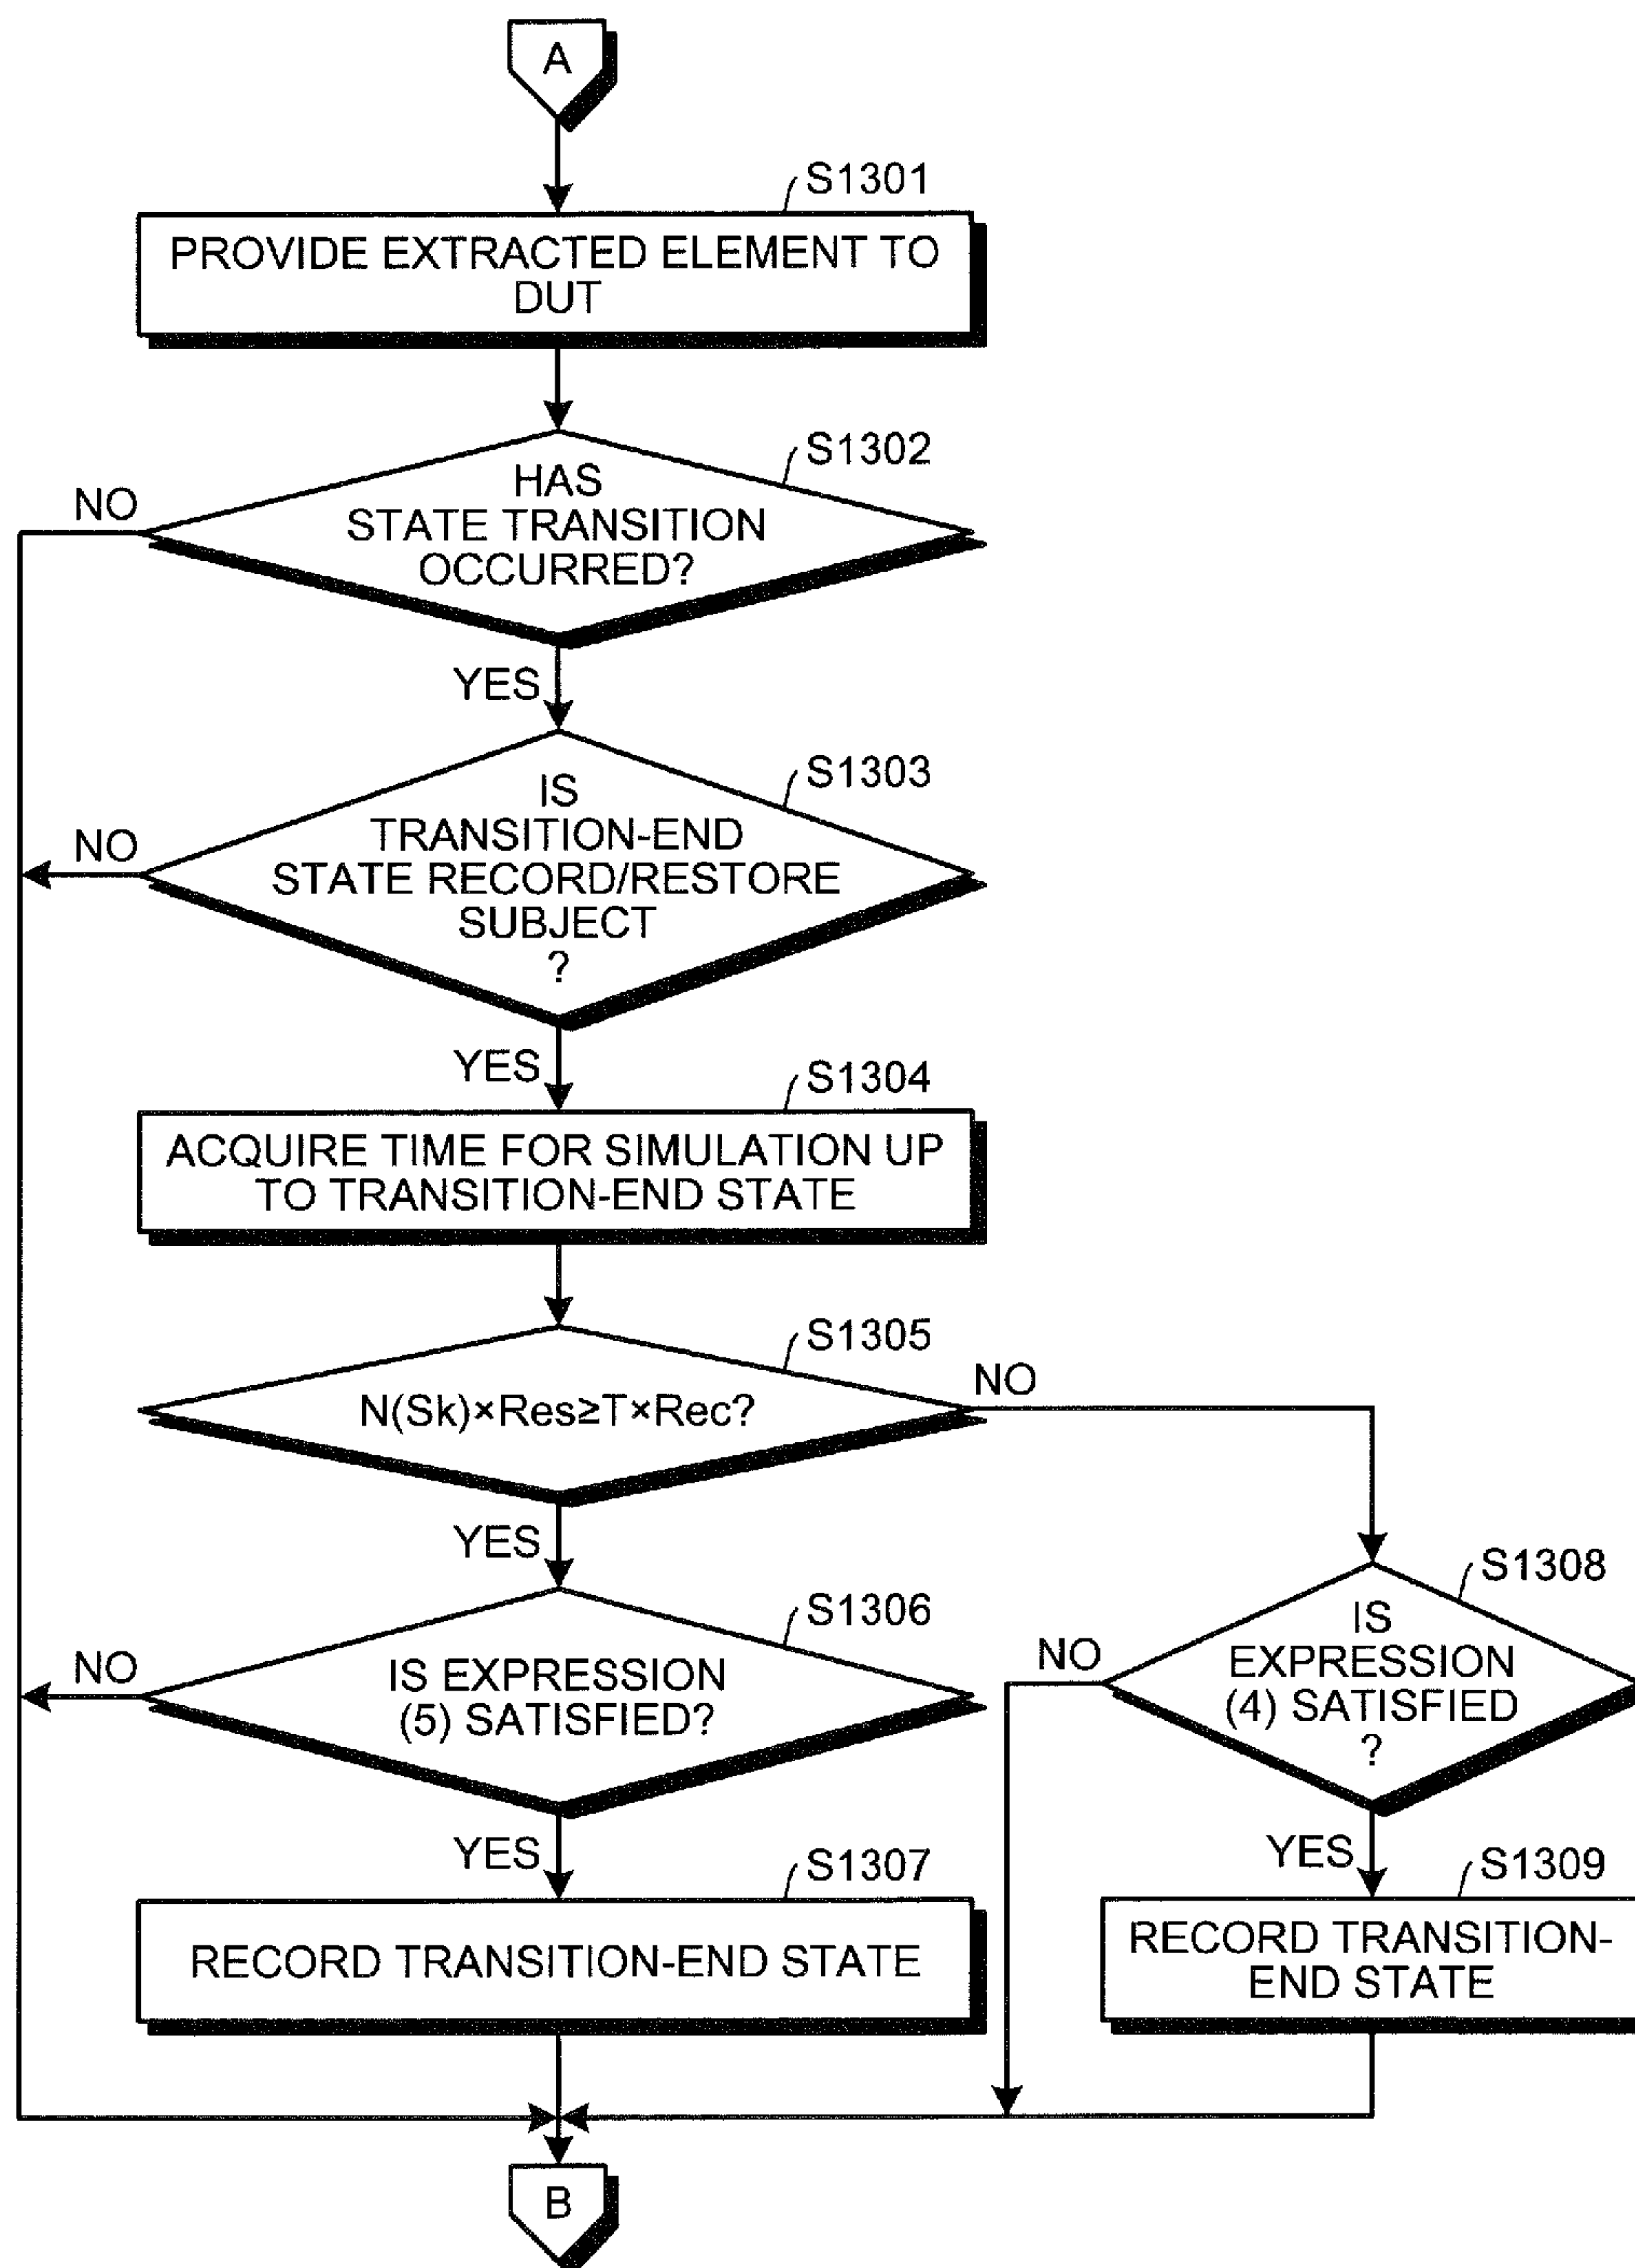 A
S1301
PROVIDE EXTRACTED ELEMENT TO
DUT
S1302
HAS
STATE TRANSITION
OCCURRED?
NO
YES
S1303
IS
TRANSITION-END
STATE RECORD/RESTORE
SUBJECT
?
NO
YES
S1304
ACQUIRE TIME FOR SIMULATION UP
TO TRANSITION-END STATE
S1305
N(Sk)×Res≥T×Rec?
NO
YES
S1306
IS EXPRESSION
(5) SATISFIED?
NO
YES
S1307
RECORD TRANSITION-END STATE
S1308
IS
EXPRESSION
(4) SATISFIED
?
NO
YES
S1309
RECORD TRANSITION-
END STATE
B